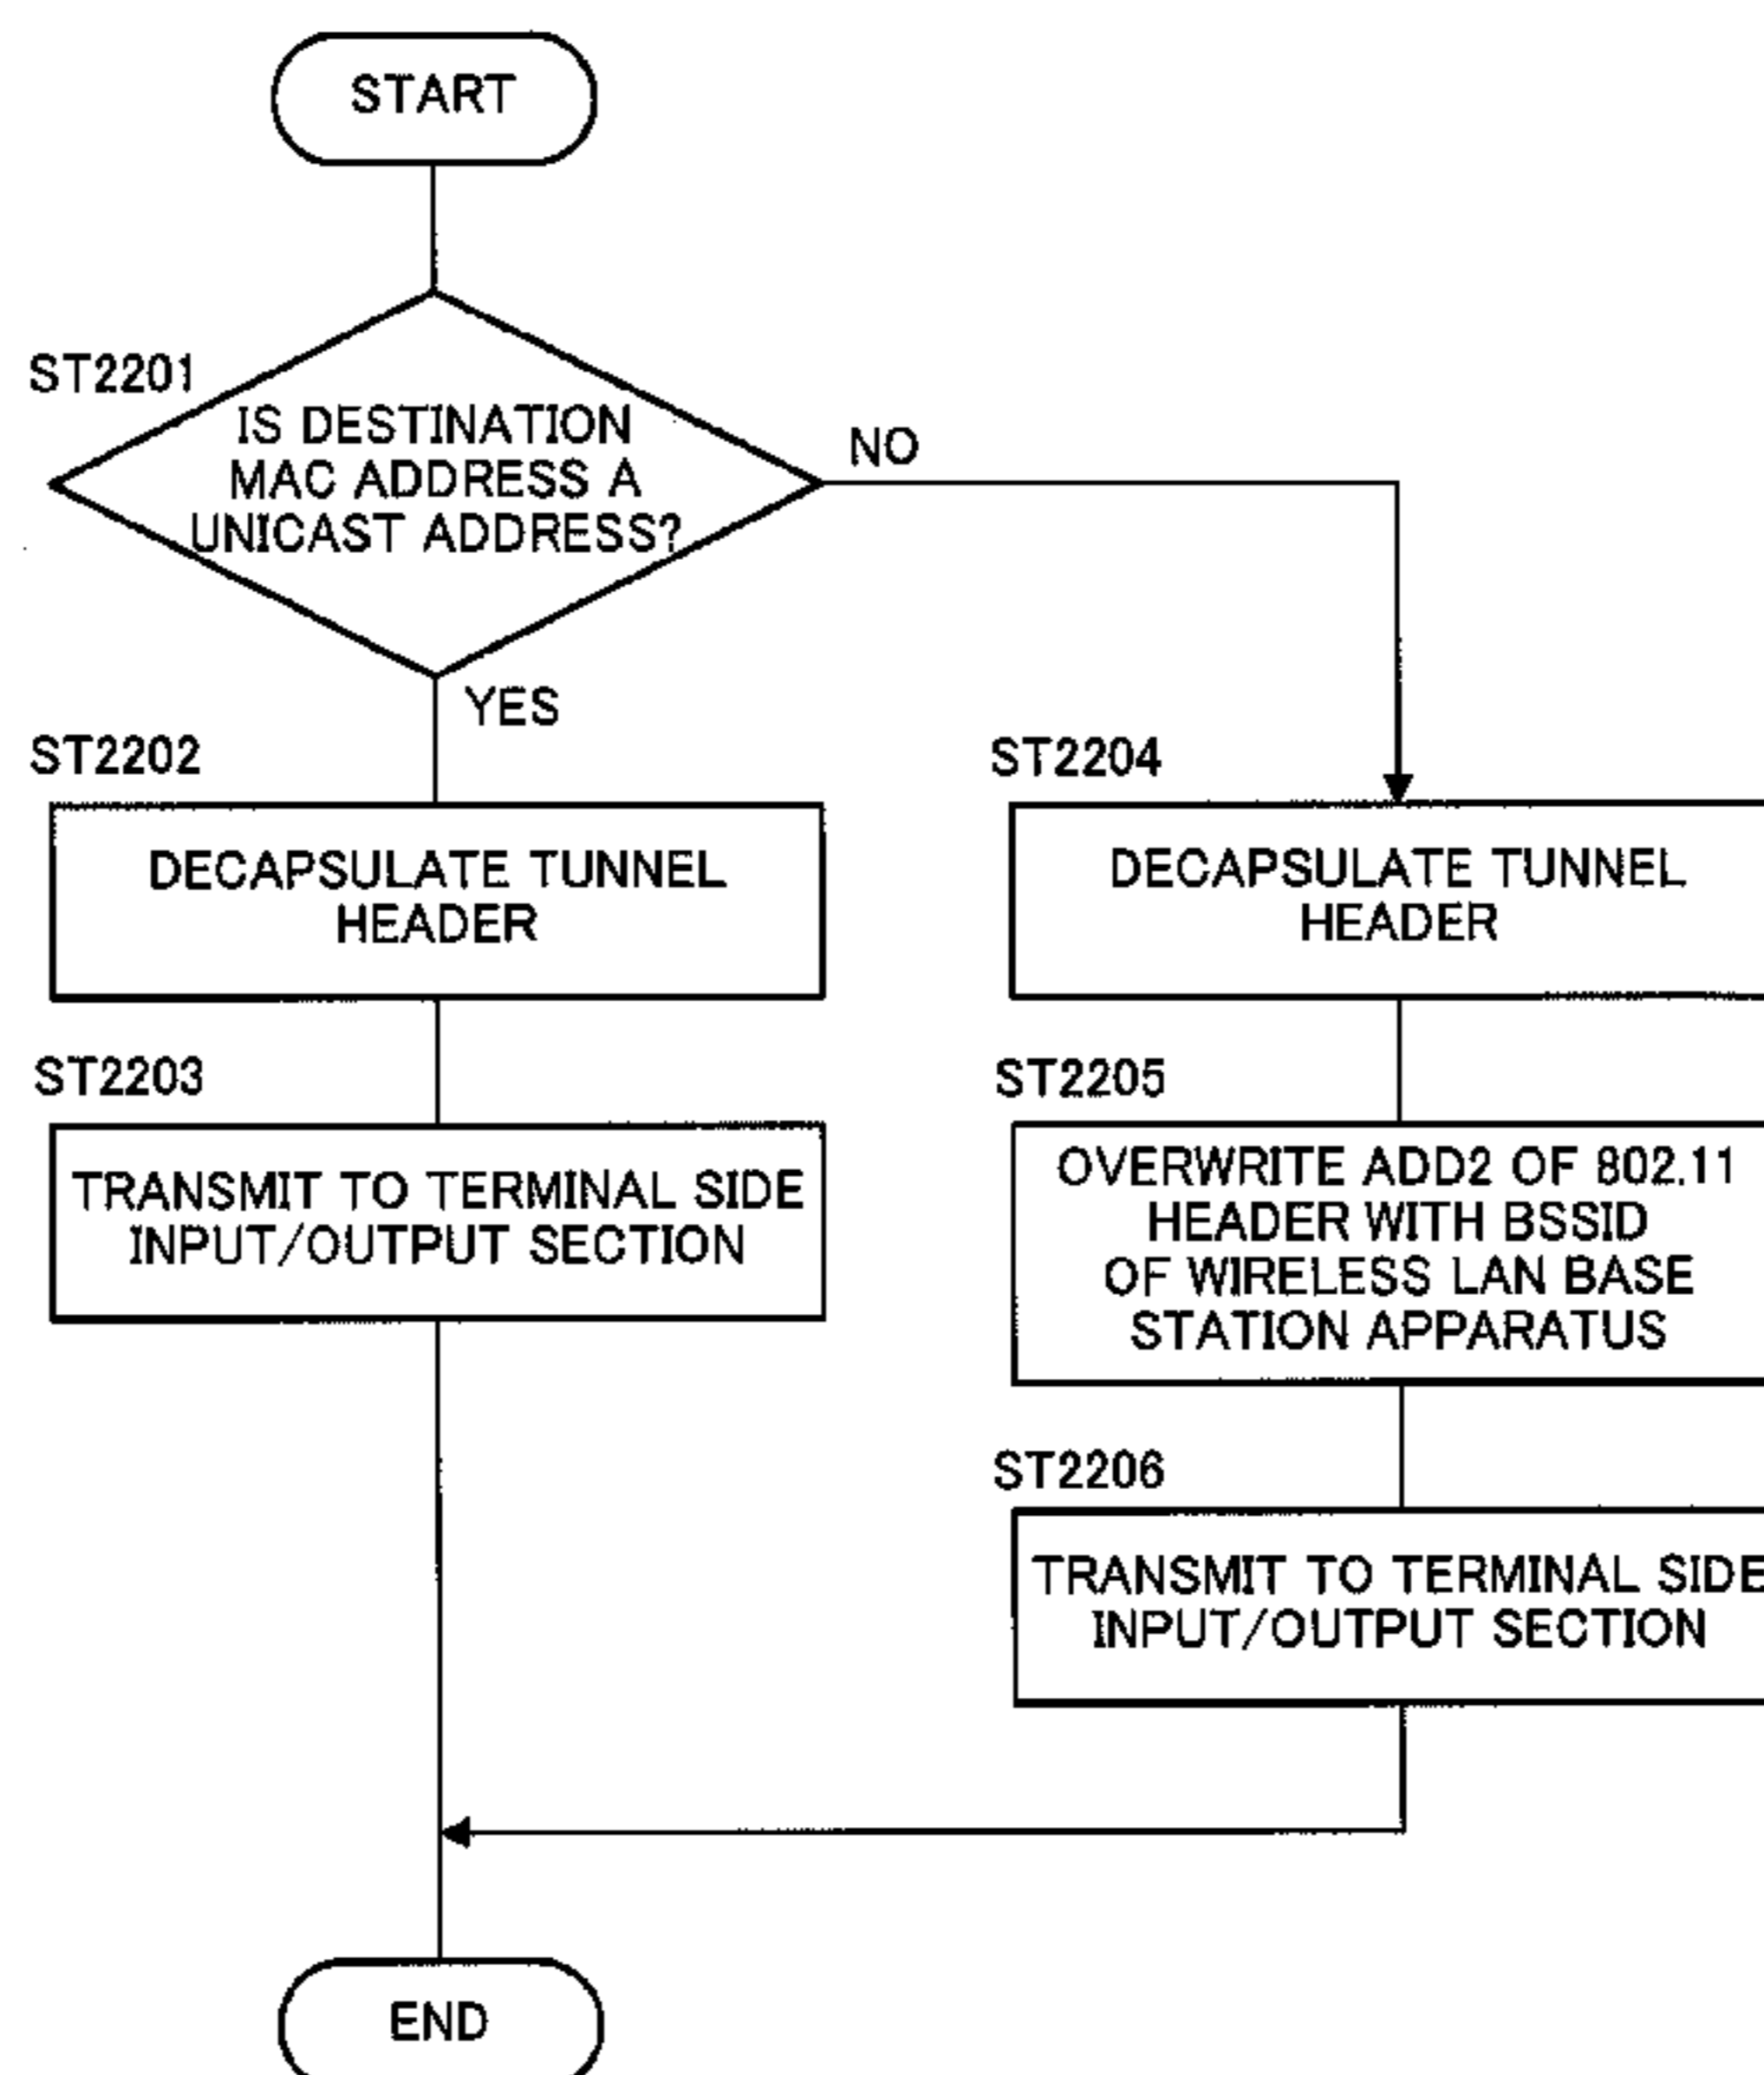 START
ST2201
IS DESTINATION
MAC ADDRESS A
UNICAST ADDRESS?
NO
YES
ST2202
DECAPSULATE TUNNEL
HEADER
ST2203
TRANSMIT TO TERMINAL SIDE
INPUT/OUTPUT SECTION
ST2204
DECAPSULATE TUNNEL
HEADER
ST2205
OVERWRITE ADD2 OF 802.11
HEADER WITH BSSID
OF WIRELESS LAN BASE
STATION APPARATUS
ST2206
TRANSMIT TO TERMINAL SIDE
INPUT/OUTPUT SECTION
END